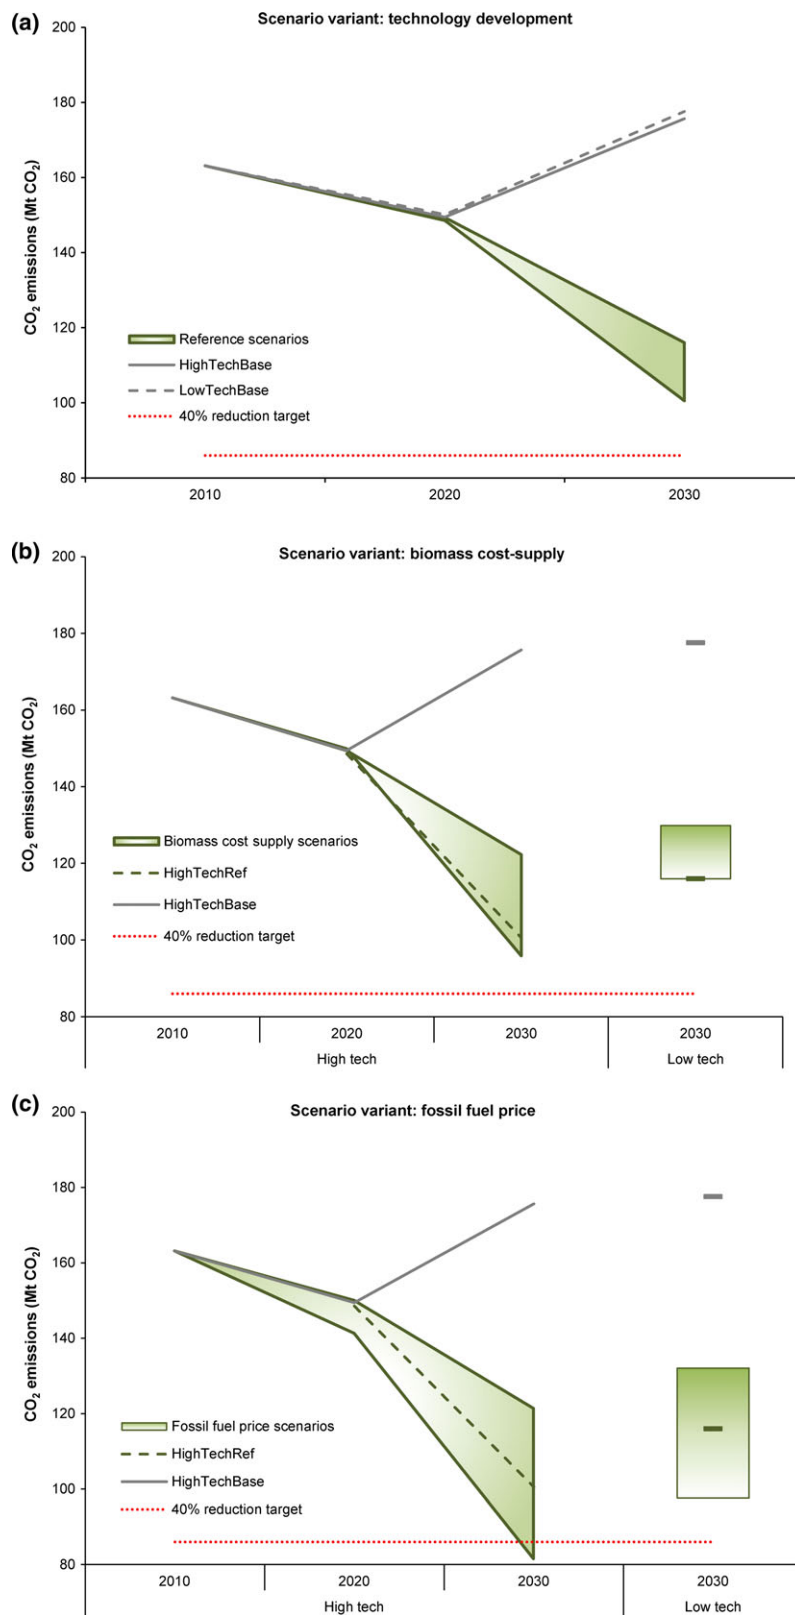 (a)
Scenario variant: technology development
200
180
160
140
120
100
80
CO₂ emissions (Mt CO₂)
Reference scenarios
HighTechBase
LowTechBase
40% reduction target
2010 2020 2030
(b)
Scenario variant: biomass cost-supply
200
180
160
140
120
100
80
CO₂ emissions (Mt CO₂)
Biomass cost supply scenarios
HighTechRef
HighTechBase
40% reduction target
2010 2020 2030 2030
High tech Low tech
(c)
Scenario variant: fossil fuel price
200
180
160
140
120
100
80
CO₂ emissions (Mt CO₂)
Fossil fuel price scenarios
HighTechRef
HighTechBase
40% reduction target
2010 2020 2030 2030
High tech Low tech